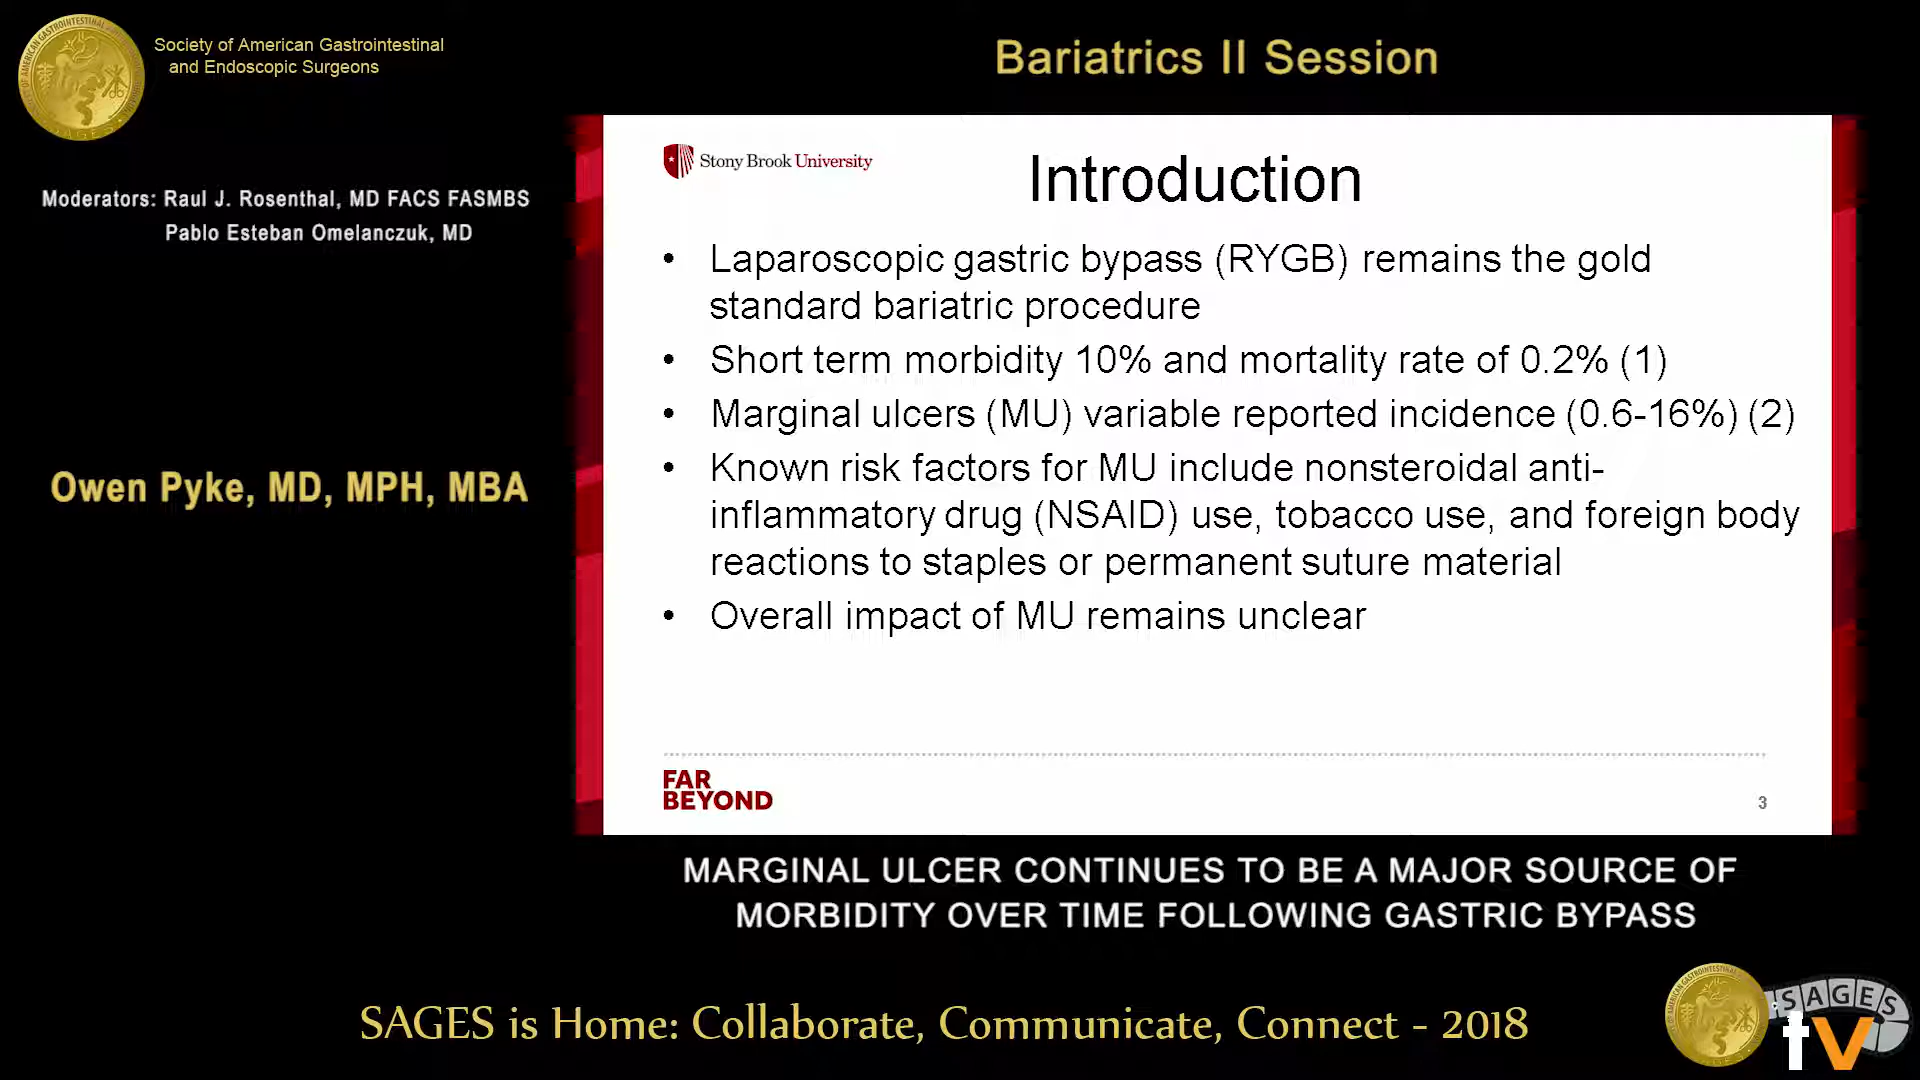 Society of American Gastrointestinal
and Endoscopic Surgeons
Bariatrics II Session
Moderators: Raul J. Rosenthal, MD FACS FASMBS
Pablo Esteban Omelanczuk, MD
Owen Pyke, MD, MPH, MBA
Stony Brook University
Introduction
• Laparoscopic gastric bypass (RYGB) remains the gold
standard bariatric procedure
• Short term morbidity 10% and mortality rate of 0.2% (1)
• Marginal ulcers (MU) variable reported incidence (0.6-16%) (2)
• Known risk factors for MU include nonsteroidal anti-
inflammatory drug (NSAID) use, tobacco use, and foreign body
reactions to staples or permanent suture material
• Overall impact of MU remains unclear
FAR
BEYOND
3
MARGINAL ULCER CONTINUES TO BE A MAJOR SOURCE OF
MORBIDITY OVER TIME FOLLOWING GASTRIC BYPASS
SAGES is Home: Collaborate, Communicate, Connect - 2018
SAGES
tv